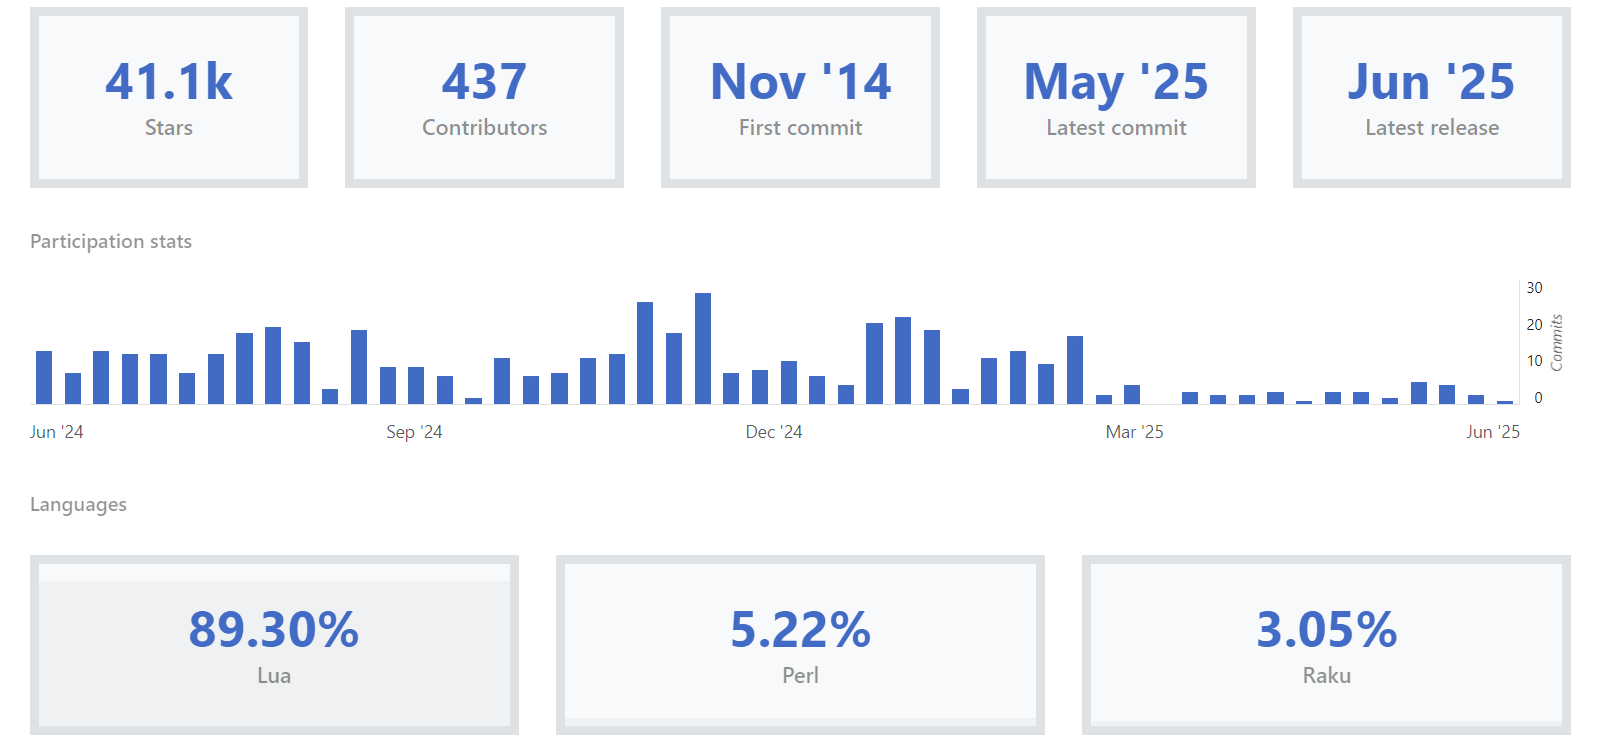 41.1k
Stars
437
Contributors
Nov '14
First commit
May '25
Latest commit
Jun '25
Latest release
Participation stats
30
20
10
0
Commits
Jun '24
Sep '24
Dec '24
Mar '25
Jun '25
Languages
89.30%
Lua
5.22%
Perl
3.05%
Raku